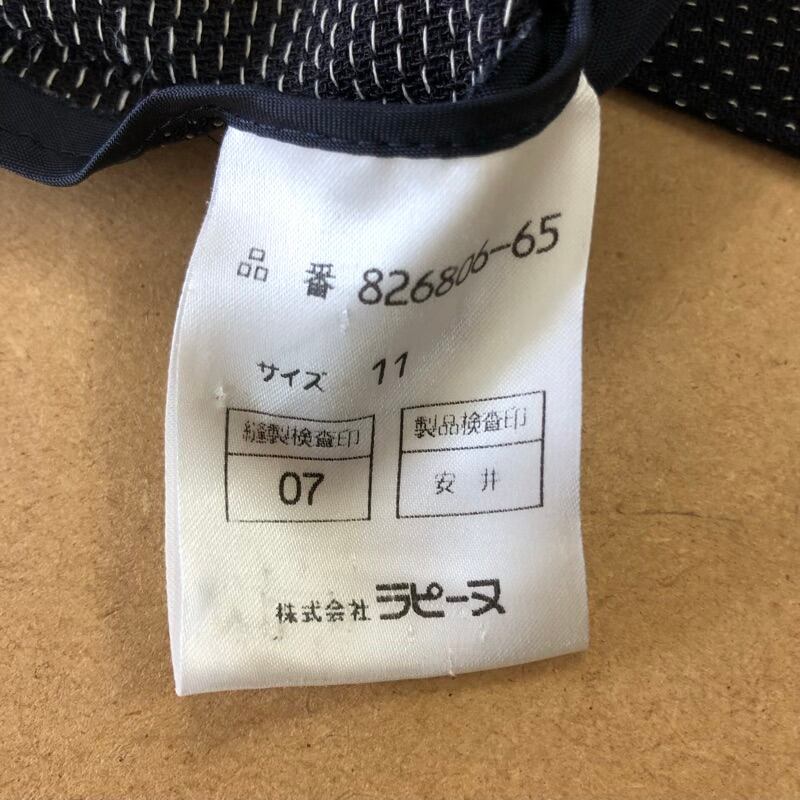 品 番 826806-65
サイズ 11
縫製検査印 製品検査印
07 安 井
株式会社 ラピーヌ